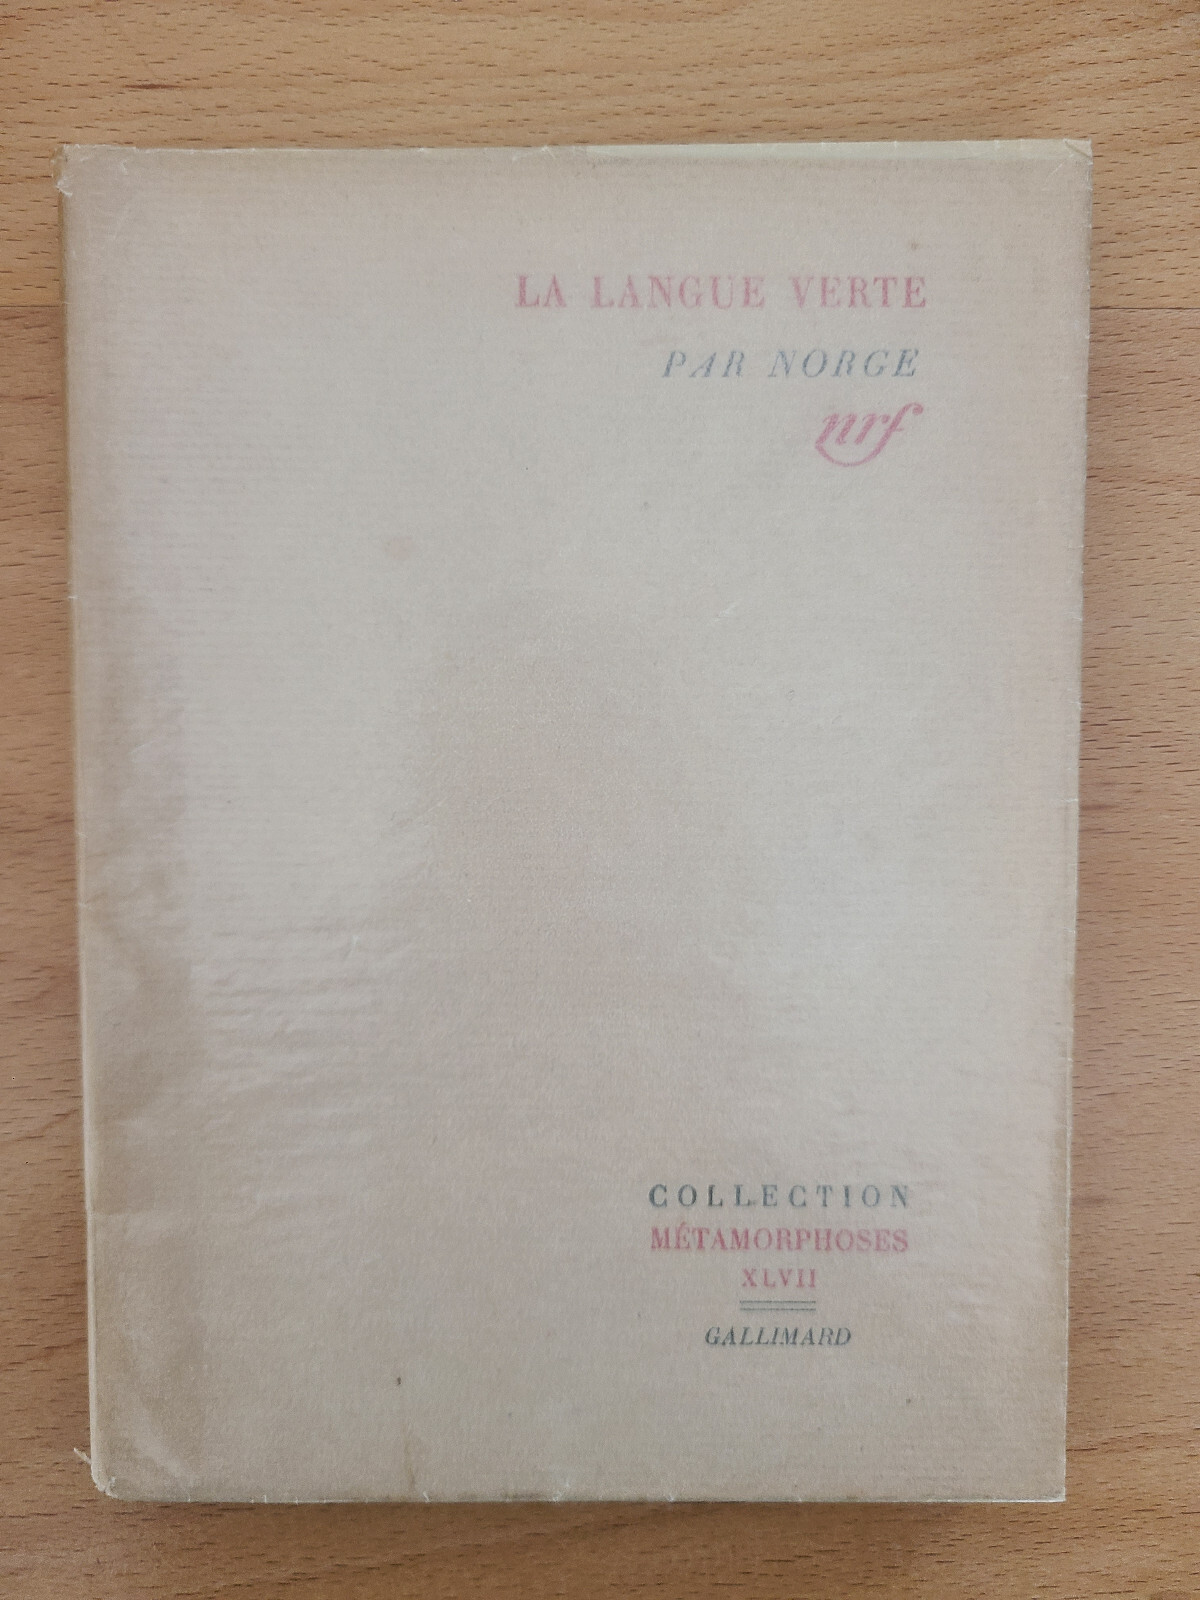 LA LANGUE VERTE
PAR NORGE
nrf
COLLECTION
MÉTAMORPHOSES
XLVII
GALLIMARD